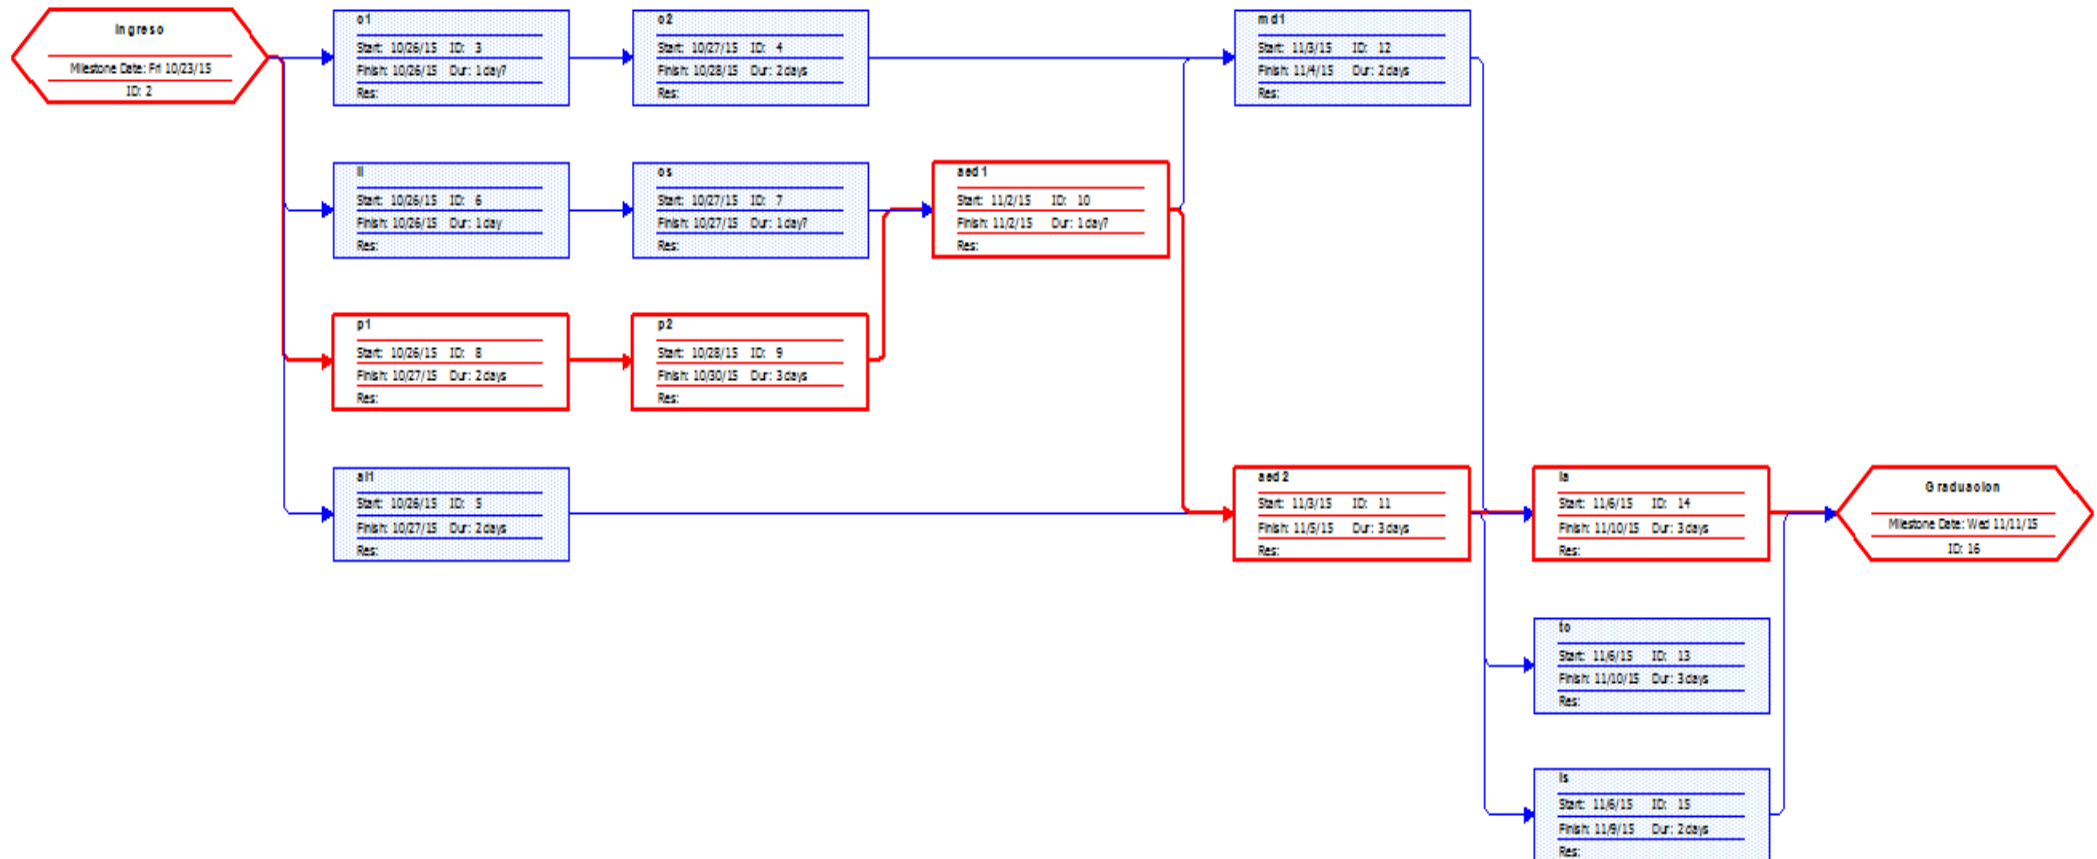 Ingreso
Milestone Date: Fri 10/23/15
ID: 2
o1
Start: 10/26/15 ID: 3
Finish: 10/26/15 Dur: 1 day?
Res:
o2
Start: 10/27/15 ID: 4
Finish: 10/28/15 Dur: 2 days
Res:
md1
Start: 11/3/15 ID: 12
Finish: 11/4/15 Dur: 2 days
Res:
Start: 10/26/15 ID: 6
Finish: 10/26/15 Dur: 1 day
Res:
os
Start: 10/27/15 ID: 7
Finish: 10/27/15 Dur: 1 day?
Res:
aed1
Start: 11/2/15 ID: 10
Finish: 11/2/15 Dur: 1 day?
Res:
p1
Start: 10/26/15 ID: 8
Finish: 10/27/15 Dur: 2 days
Res:
p2
Start: 10/28/15 ID: 9
Finish: 10/30/15 Dur: 3 days
Res:
al1
Start: 10/26/15 ID: 5
Finish: 10/27/15 Dur: 2 days
Res:
aed2
Start: 11/3/15 ID: 11
Finish: 11/5/15 Dur: 3 days
Res:
Start: 11/6/15 ID: 14
Finish: 11/10/15 Dur: 3 days
Res:
Graduacion
Milestone Date: Wed 11/11/15
ID: 16
to
Start: 11/6/15 ID: 13
Finish: 11/10/15 Dur: 3 days
Res:
is
Start: 11/6/15 ID: 15
Finish: 11/9/15 Dur: 2 days
Res: